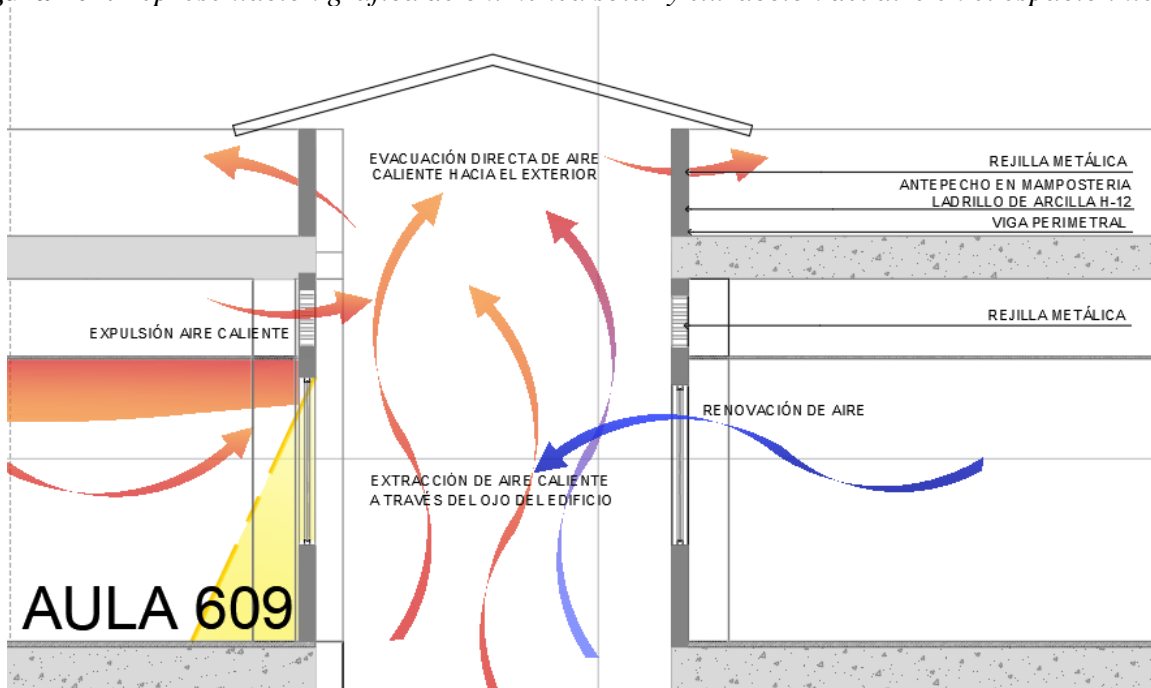 EVACUACIÓN DIRECTA DE AIRE
CALIENTE HACIA EL EXTERIOR
REJILLA METÁLICA
ANTEPECHO EN MAMPOSTERIA
LADRILLO DE ARCILLA H-12
VIGA PERIMETRAL
EXPULSIÓN AIRE CALIENTE
REJILLA METÁLICA
RENOVACIÓN DE AIRE
EXTRACCIÓN DE AIRE CALIENTE
A TRAVÉS DEL OJO DEL EDIFICIO
AULA 609